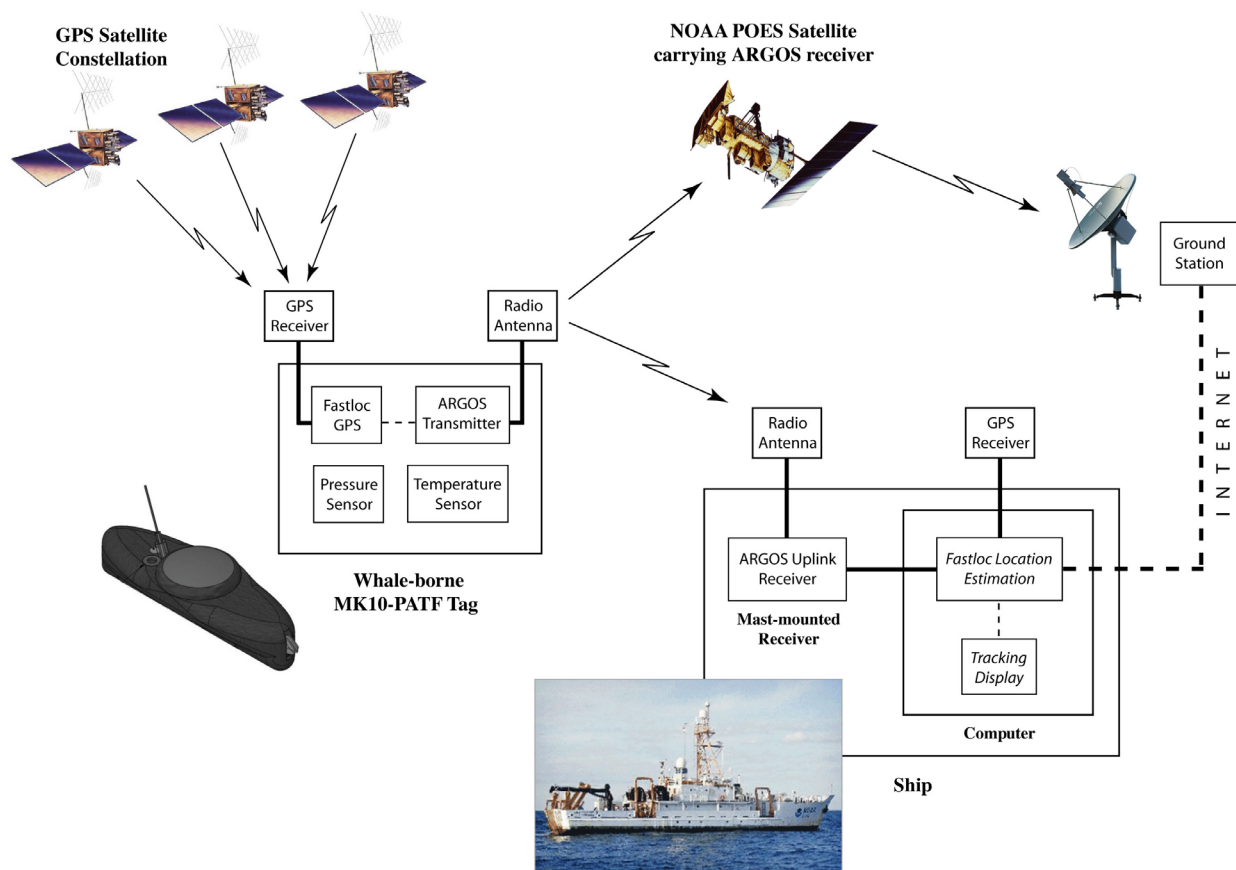 GPS Satellite
Constellation
NOAA POES Satellite
carrying ARGOS receiver
Ground
Station
GPS
Receiver
Radio
Antenna
INTERNET
Fastloc
GPS
ARGOS
Transmitter
Pressure
Sensor
Temperature
Sensor
Whale-borne
MK10-PATF Tag
Radio
Antenna
GPS
Receiver
ARGOS Uplink
Receiver
Fastloc Location
Estimation
Mast-mounted
Receiver
Tracking
Display
Computer
Ship
NOAA